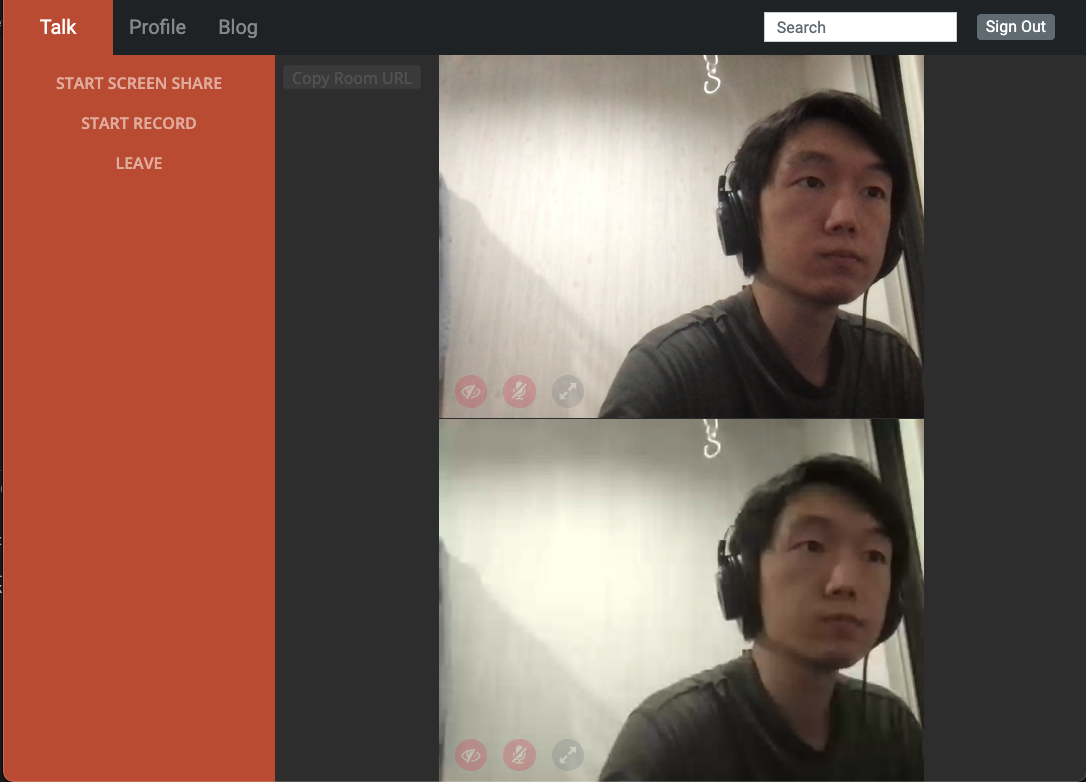 Talk Profile Blog Search Sign Out
START SCREEN SHARE
Copy Room URL
START RECORD
LEAVE